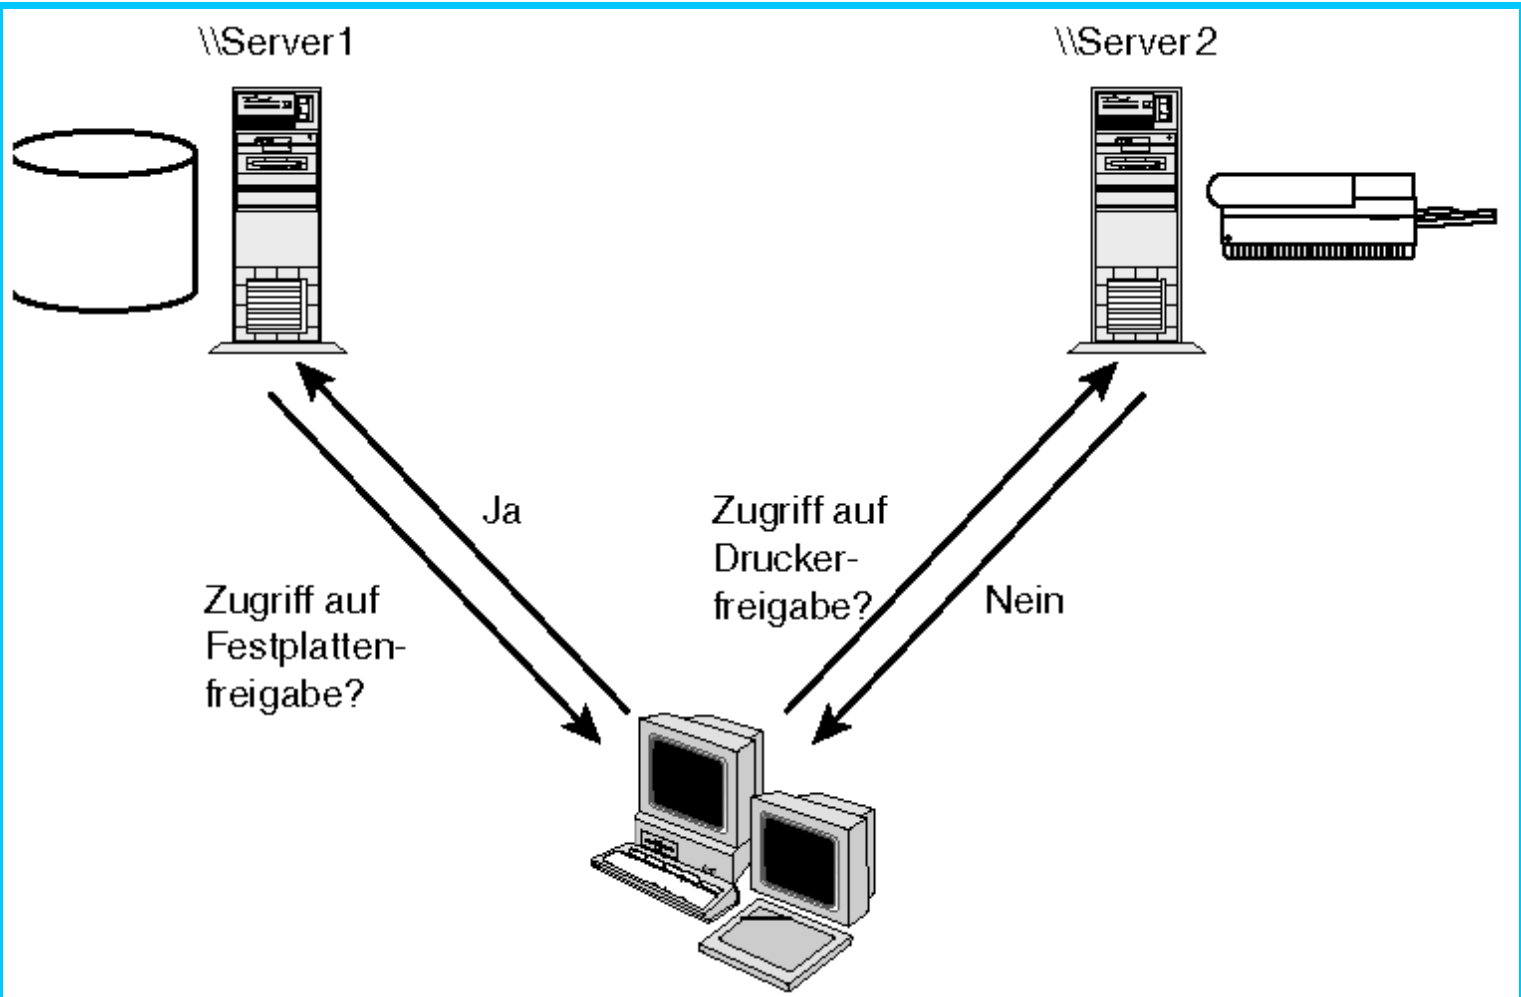 \\Server1
\\Server2
Ja
Zugriff auf
Festplatten-
freigabe?
Zugriff auf
Drucker-
freigabe?
Nein